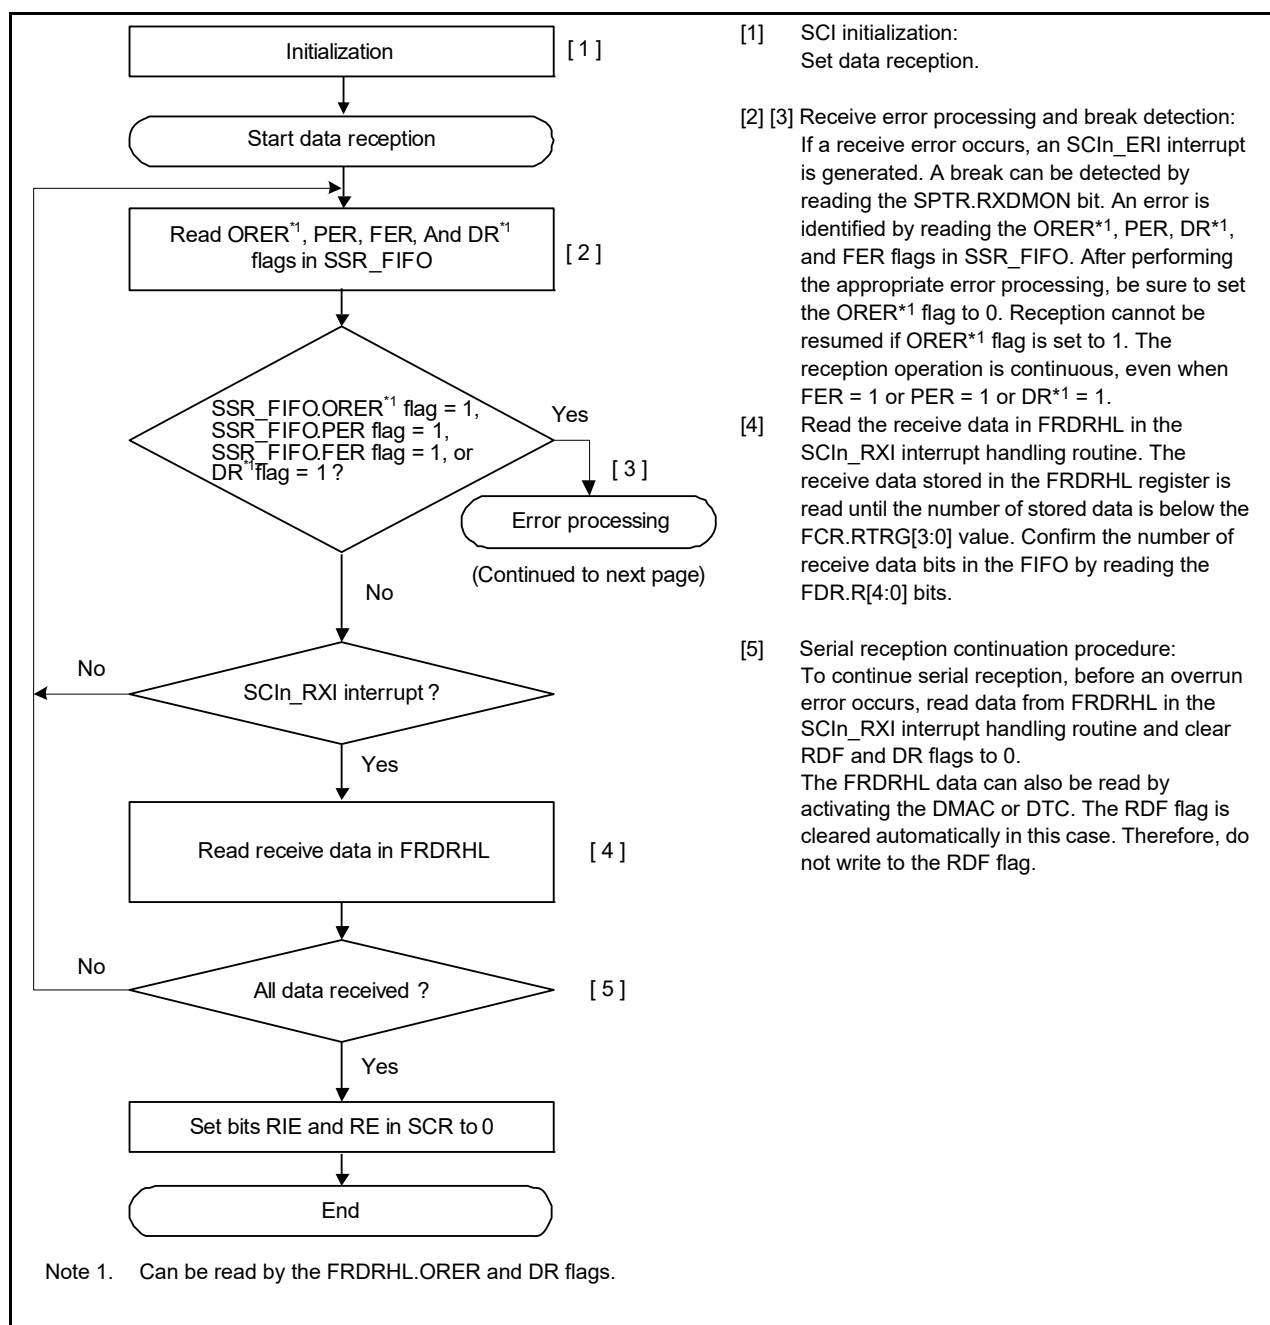 Initialization
[ 1 ]
Start data reception
Read ORER*1, PER, FER, And DR*1
flags in SSR_FIFO
[ 2 ]
SSR_FIFO.ORER*1 flag = 1,
SSR_FIFO.PER flag = 1,
SSR_FIFO.FER flag = 1, or
DR*1flag = 1 ?
Yes
[ 3 ]
Error processing
(Continued to next page)
No
No
SCIn_RXI interrupt ?
Yes
Read receive data in FRDRHL
[ 4 ]
No
All data received ?
[ 5 ]
Yes
Set bits RIE and RE in SCR to 0
End
[1] SCI initialization:
Set data reception.
[2] [3] Receive error processing and break detection:
If a receive error occurs, an SCIn_ERI interrupt
is generated. A break can be detected by
reading the SPTR.RXDMON bit. An error is
identified by reading the ORER*1, PER, DR*1,
and FER flags in SSR_FIFO. After performing
the appropriate error processing, be sure to set
the ORER*1 flag to 0. Reception cannot be
resumed if ORER*1 flag is set to 1. The
reception operation is continuous, even when
FER = 1 or PER = 1 or DR*1 = 1.
[4] Read the receive data in FRDRHL in the
SCIn_RXI interrupt handling routine. The
receive data stored in the FRDRHL register is
read until the number of stored data is below the
FCR.RTRG[3:0] value. Confirm the number of
receive data bits in the FIFO by reading the
FDR.R[4:0] bits.
[5] Serial reception continuation procedure:
To continue serial reception, before an overrun
error occurs, read data from FRDRHL in the
SCIn_RXI interrupt handling routine and clear
RDF and DR flags to 0.
The FRDRHL data can also be read by
activating the DMAC or DTC. The RDF flag is
cleared automatically in this case. Therefore, do
not write to the RDF flag.
Note 1. Can be read by the FRDRHL.ORER and DR flags.